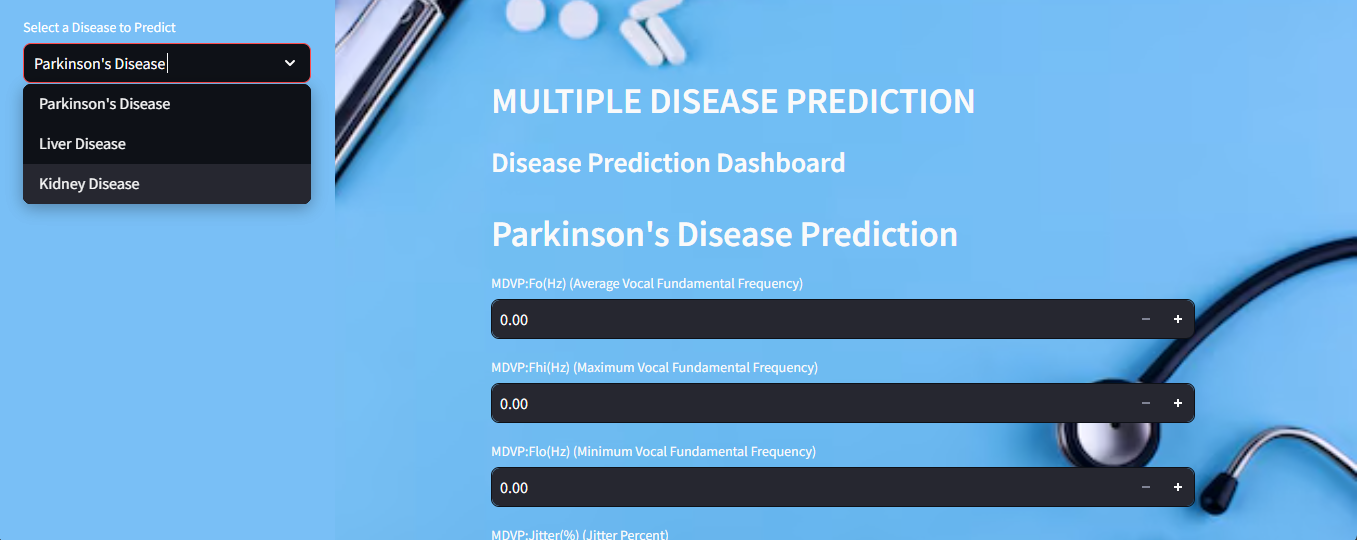 Select a Disease to Predict
Parkinson's Disease
Parkinson's Disease
Liver Disease
Kidney Disease
MULTIPLE DISEASE PREDICTION
Disease Prediction Dashboard
Parkinson's Disease Prediction
MDVP:Fo(Hz) (Average Vocal Fundamental Frequency)
0.00
MDVP:Fhi(Hz) (Maximum Vocal Fundamental Frequency)
0.00
MDVP:Flo(Hz) (Minimum Vocal Fundamental Frequency)
0.00
MDVP:Jitter(%) (Jitter Percent)